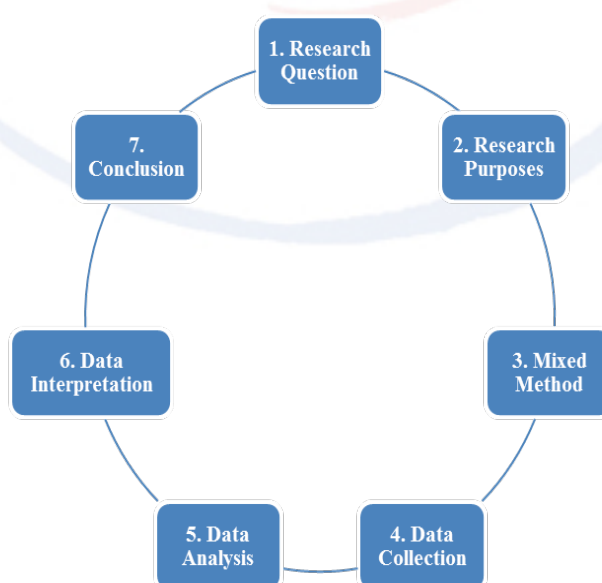 1. Research
Question
2. Research
Purposes
3. Mixed
Method
4. Data
Collection
5. Data
Analysis
6. Data
Interpretation
7.
Conclusion